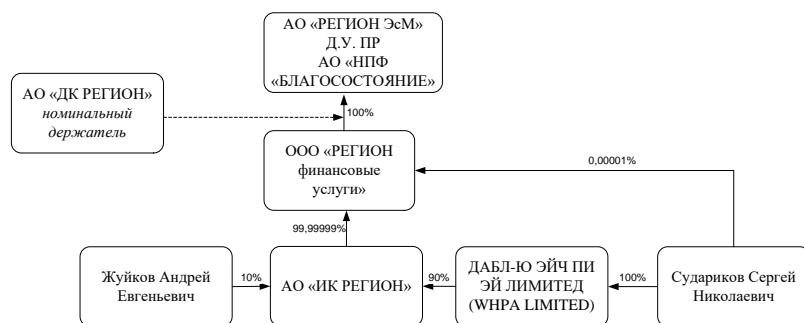 АО «РЕГИОН ЭсМ»
Д.У. ПР
АО «НПФ
«БЛАГОСОСТОЯНИЕ»
АО «ДК РЕГИОН»
номинальный
держатель
100%
ООО «РЕГИОН
финансовые
услуги»
0,00001%
99,99999%
Жуйков Андрей
Евгеньевич
10%
АО «ИК РЕГИОН»
90%
ДАБЛ-Ю ЭЙЧ ПИ
ЭЙ ЛИМИТЕД
(WHPA LIMITED)
100%
Судариков Сергей
Николаевич